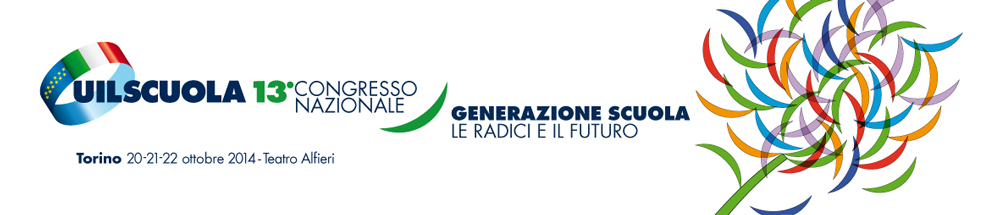 UILSCUOLA 13° CONGRESSO
NAZIONALE
GENERAZIONE SCUOLA
LE RADICI E IL FUTURO
Torino 20-21-22 ottobre 2014 - Teatro Alfieri